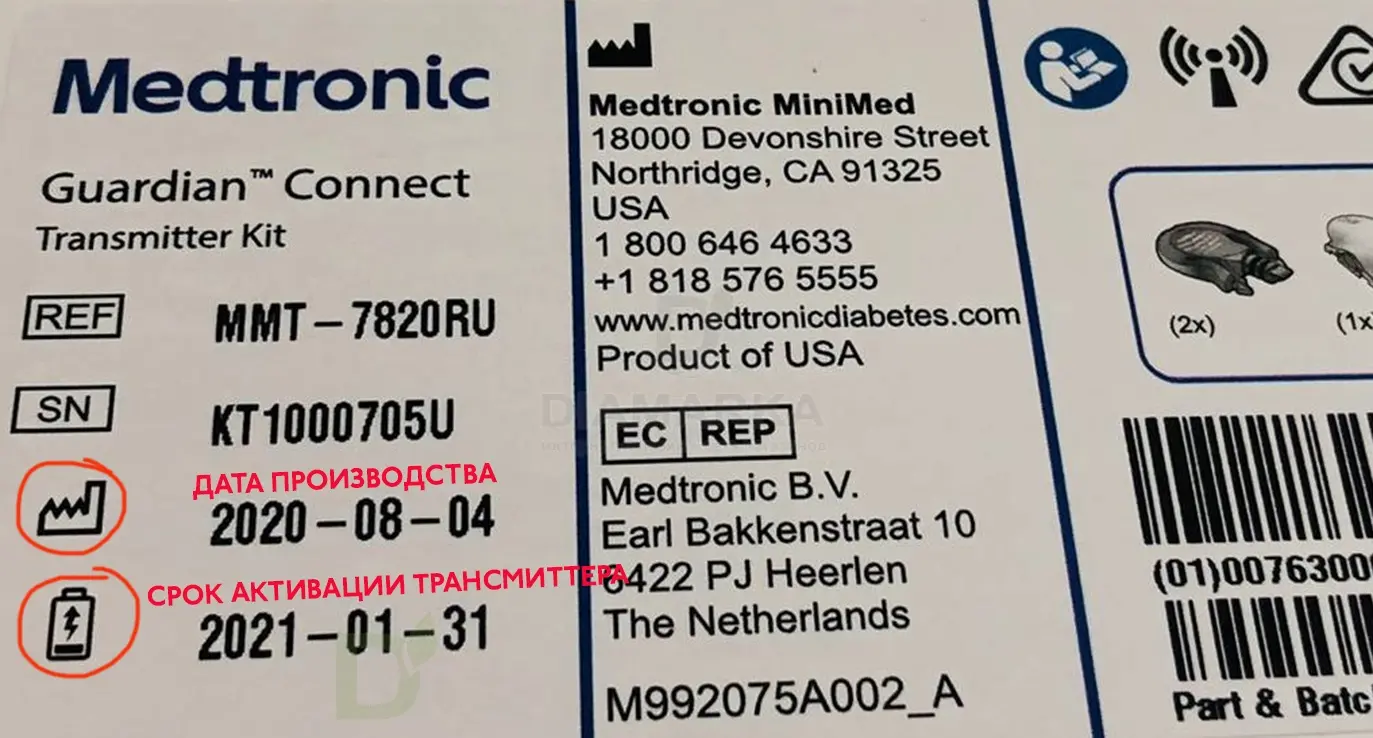 Medtronic
Guardian™ Connect
Transmitter Kit
REF MMT-7820RU
SN KT1000705U
ДАТА ПРОИЗВОДСТВА
2020-08-04
СРОК АКТИВАЦИИ ТРАНСМИТТЕРА
2021-01-31
Medtronic MiniMed
18000 Devonshire Street
Northridge, CA 91325
USA
1 800 646 4633
+1 818 576 5555
www.medtronicdiabetes.com
Product of USA
DIAMARKA
EC REP
Medtronic B.V.
Earl Bakkenstraat 10
6422 PJ Heerlen
The Netherlands
M992075A002_A
(2x)
(1x
(01)0076300
Part & Batc